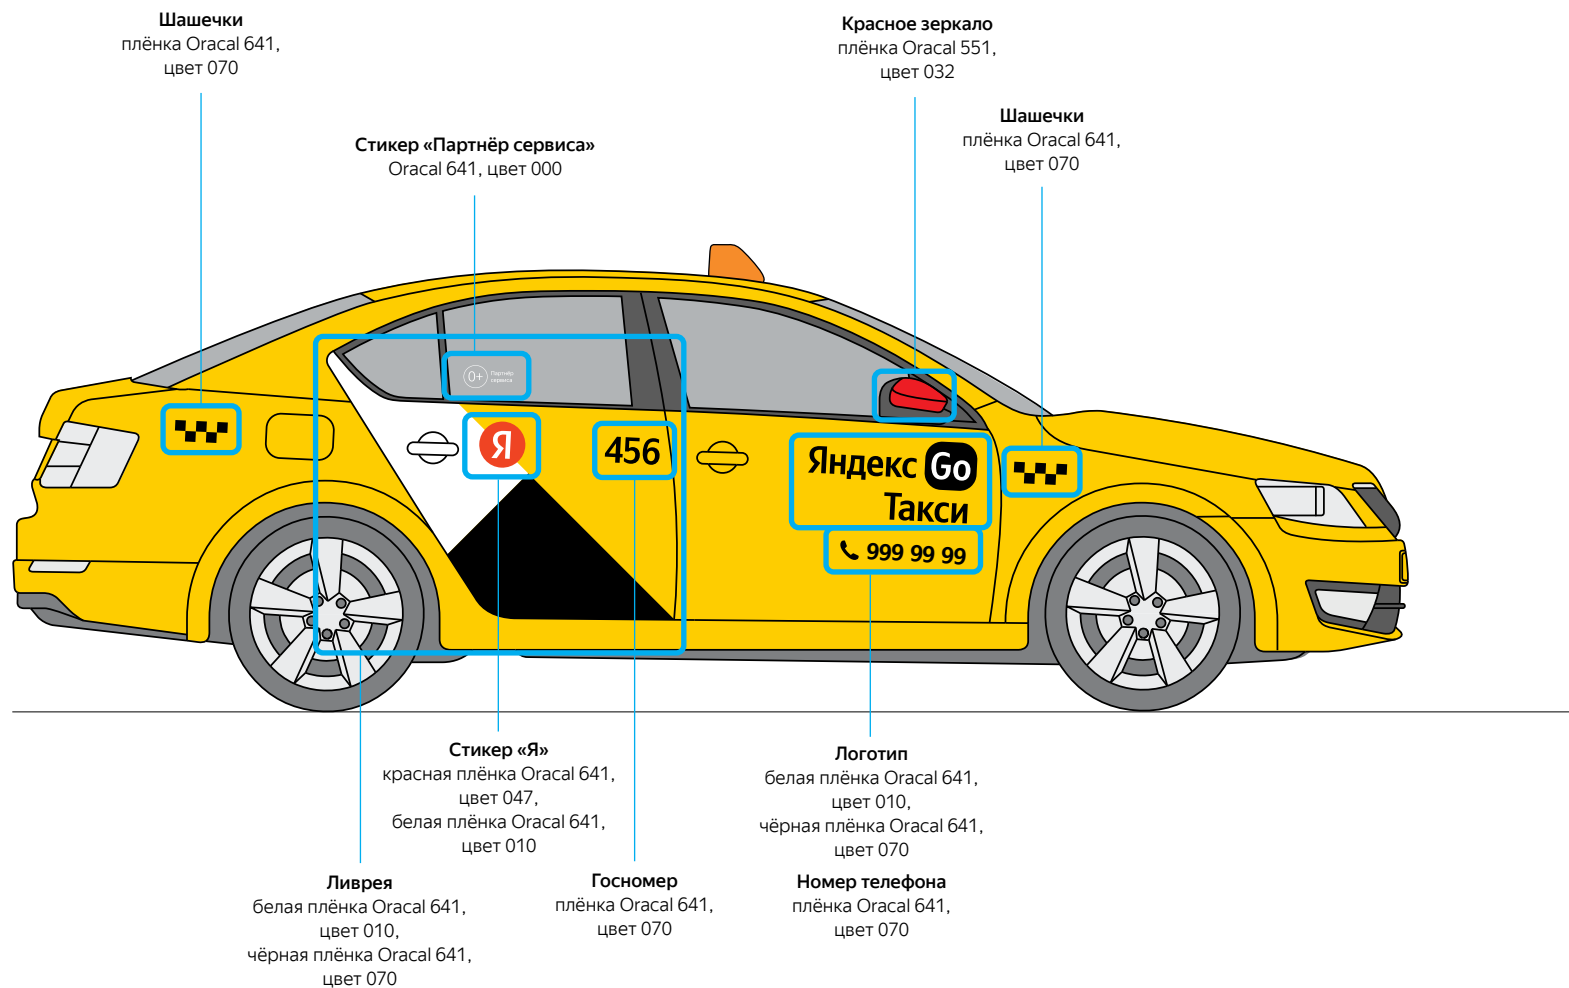 Шашечки
плёнка Oracal 641,
цвет 070
Красное зеркало
плёнка Oracal 551,
цвет 032
Шашечки
плёнка Oracal 641,
цвет 070
Стикер «Партнёр сервиса»
Oracal 641, цвет 000
0+ Партнёр
сервиса
Я
456
Яндекс Go
Такси
999 99 99
Стикер «Я»
красная плёнка Oracal 641,
цвет 047,
белая плёнка Oracal 641,
цвет 010
Логотип
белая плёнка Oracal 641,
цвет 010,
чёрная плёнка Oracal 641,
цвет 070
Ливрея
белая плёнка Oracal 641,
цвет 010,
чёрная плёнка Oracal 641,
цвет 070
Госномер
плёнка Oracal 641,
цвет 070
Номер телефона
плёнка Oracal 641,
цвет 070